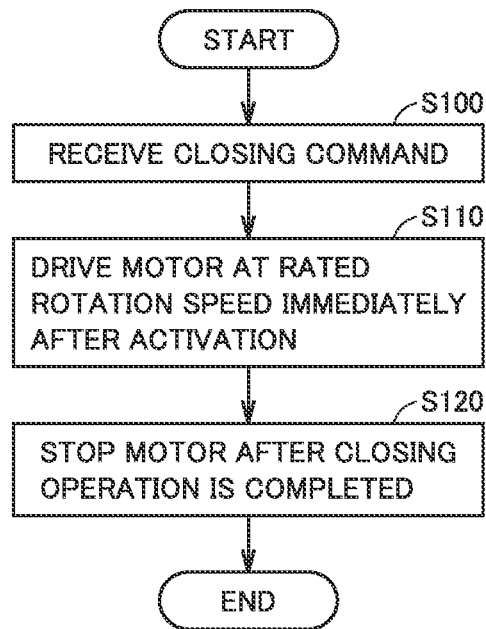 START
S100
RECEIVE CLOSING COMMAND
S110
DRIVE MOTOR AT RATED
ROTATION SPEED IMMEDIATELY
AFTER ACTIVATION
S120
STOP MOTOR AFTER CLOSING
OPERATION IS COMPLETED
END